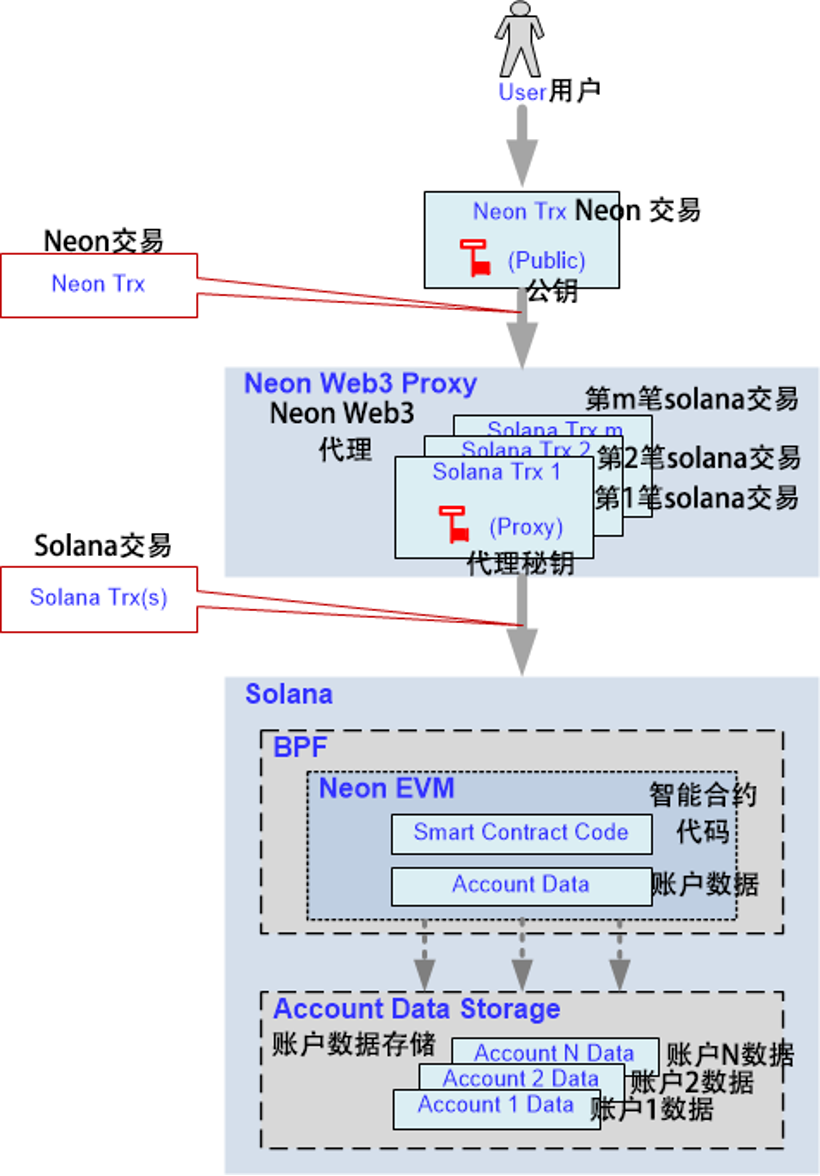 User用户
Neon Trx Neon 交易
(Public)
公钥
Neon交易
Neon Trx
Neon Web3 Proxy
Neon Web3
代理
第m笔solana交易
Solana Trx m
Solana Trx 2
第2笔solana交易
Solana Trx 1
第1笔solana交易
(Proxy)
代理秘钥
Solana交易
Solana Trx(s)
Solana
BPF
Neon EVM
智能合约
代码
Smart Contract Code
Account Data
账户数据
Account Data Storage
账户数据存储
Account N Data
账户N数据
Account 2 Data
账户2数据
Account 1 Data
账户1数据